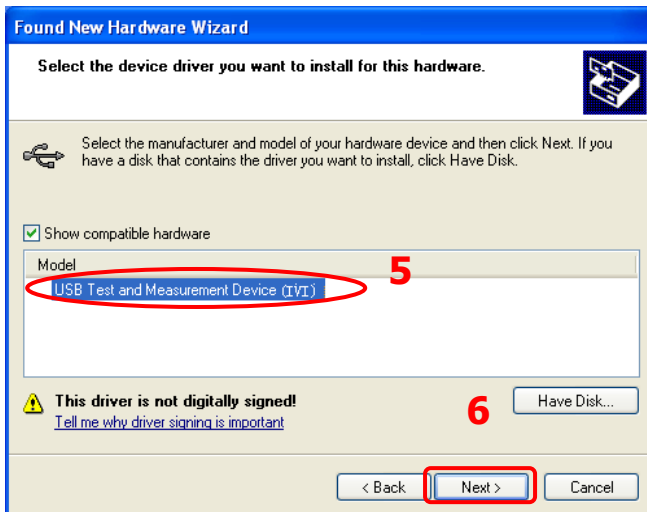 Found New Hardware Wizard
Select the device driver you want to install for this hardware.
Select the manufacturer and model of your hardware device and then click Next. If you
have a disk that contains the driver you want to install, click Have Disk.
Show compatible hardware
Model
5
USB Test and Measurement Device (IVI)
This driver is not digitally signed!
6
Have Disk...
Tell me why driver signing is important
< Back
Next >
Cancel